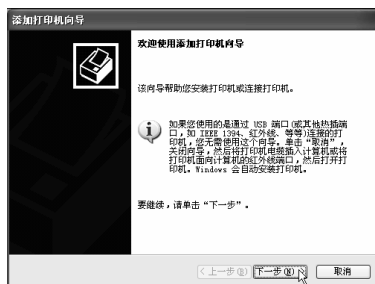 添加打印机向导
欢迎使用添加打印机向导
该向导帮助您安装打印机或连接打印机。
如果您使用的是通过 USB 端口(或其他热插端
口,如 IEEE 1394、红外线、等等)连接的打
印机,您无需使用这个向导。单击“取消”,
关闭向导,然后将打印机电缆插入计算机或将
打印机面向计算机的红外线端口,然后打开打
印机。Windows 会自动安装打印机。
要继续,请单击“下一步”。
< 上一步(B) 下一步(N) > 取消